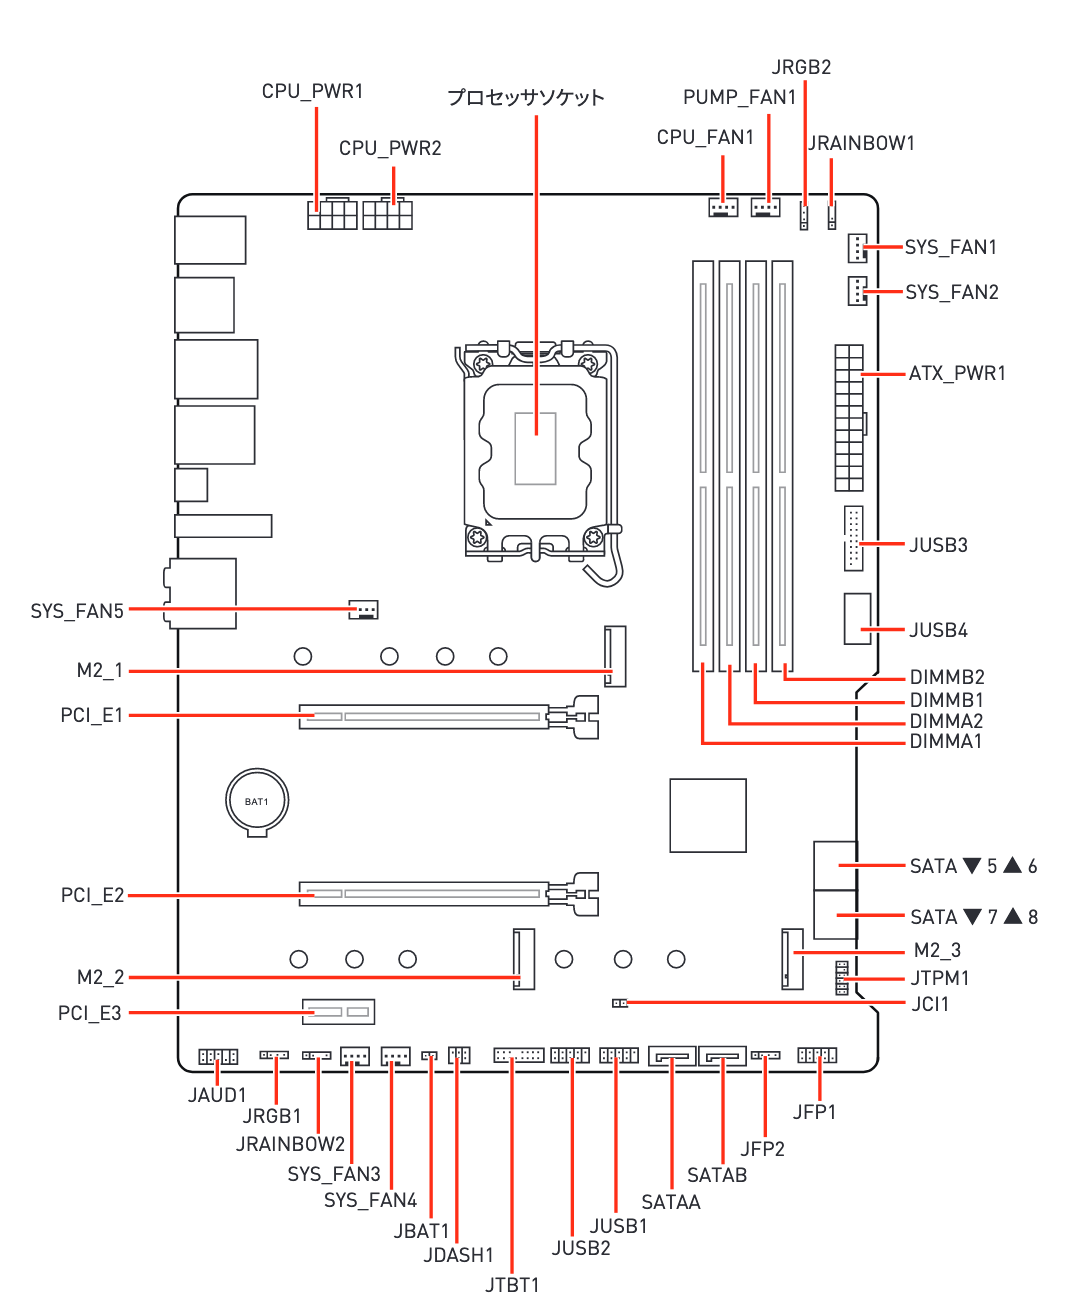 JRGB2
CPU_PWR1
プロセッサソケット
PUMP_FAN1
CPU_FAN1
JRAINBOW1
CPU_PWR2
SYS_FAN1
SYS_FAN2
ATX_PWR1
JUSB3
SYS_FAN5
JUSB4
M2_1
DIMMB2
DIMMB1
PCI_E1
DIMMA2
DIMMA1
BAT1
SATA ▼ 5 ▲ 6
PCI_E2
SATA ▼ 7 ▲ 8
M2_3
M2_2
JTPM1
JCI1
PCI_E3
JAUD1
JRGB1
JFP1
JRAINBOW2
JFP2
SYS_FAN3
SATAB
SYS_FAN4
SATAA
JBAT1
JUSB1
JUSB2
JDASH1
JTBT1